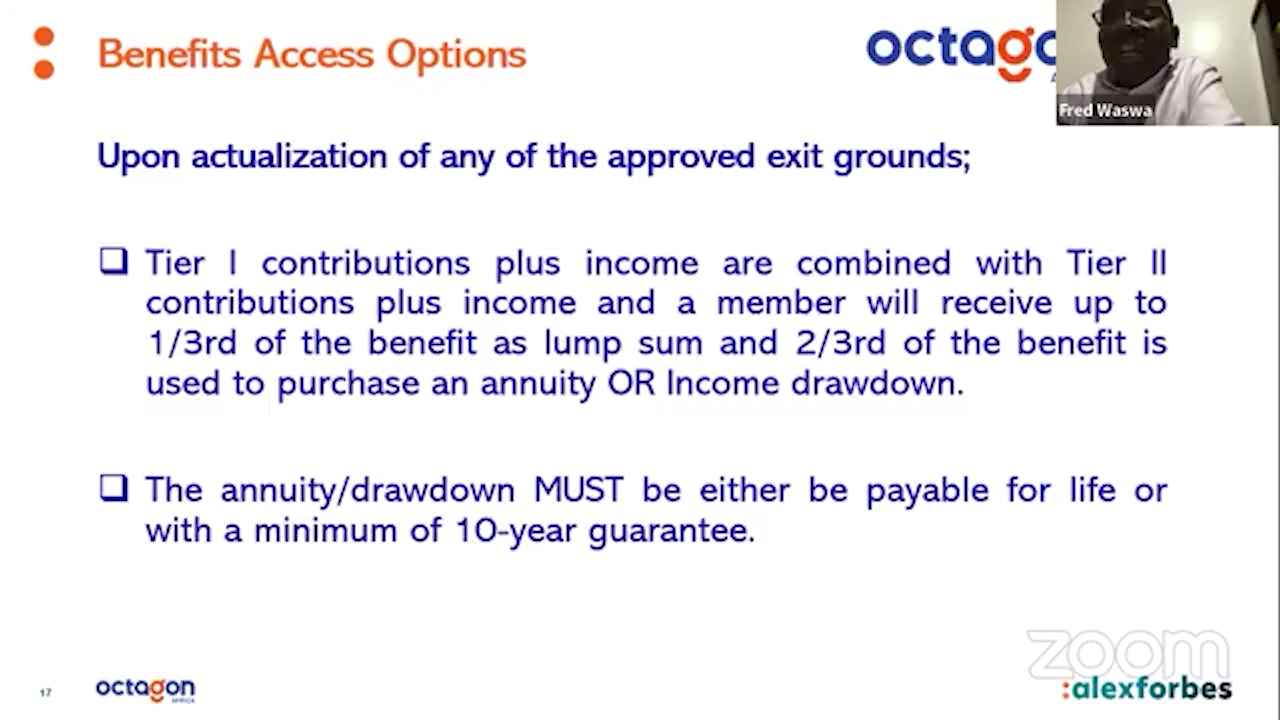 Benefits Access Options
octago
Fred Waswa
Upon actualization of any of the approved exit grounds;
❑ Tier I contributions plus income are combined with Tier II
contributions plus income and a member will receive up to
1/3rd of the benefit as lump sum and 2/3rd of the benefit is
used to purchase an annuity OR Income drawdown.
❑ The annuity/drawdown MUST be either be payable for life or
with a minimum of 10-year guarantee.
zoom
17
octagon
AFRICA
:alexforbes